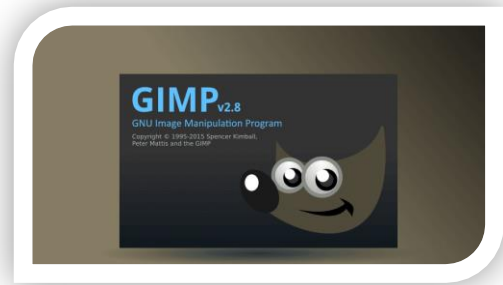 GIMP v2.8
GNU Image Manipulation Program
Copyright © 1995-2015 Spencer Kimball,
Peter Mattis and the GIMP